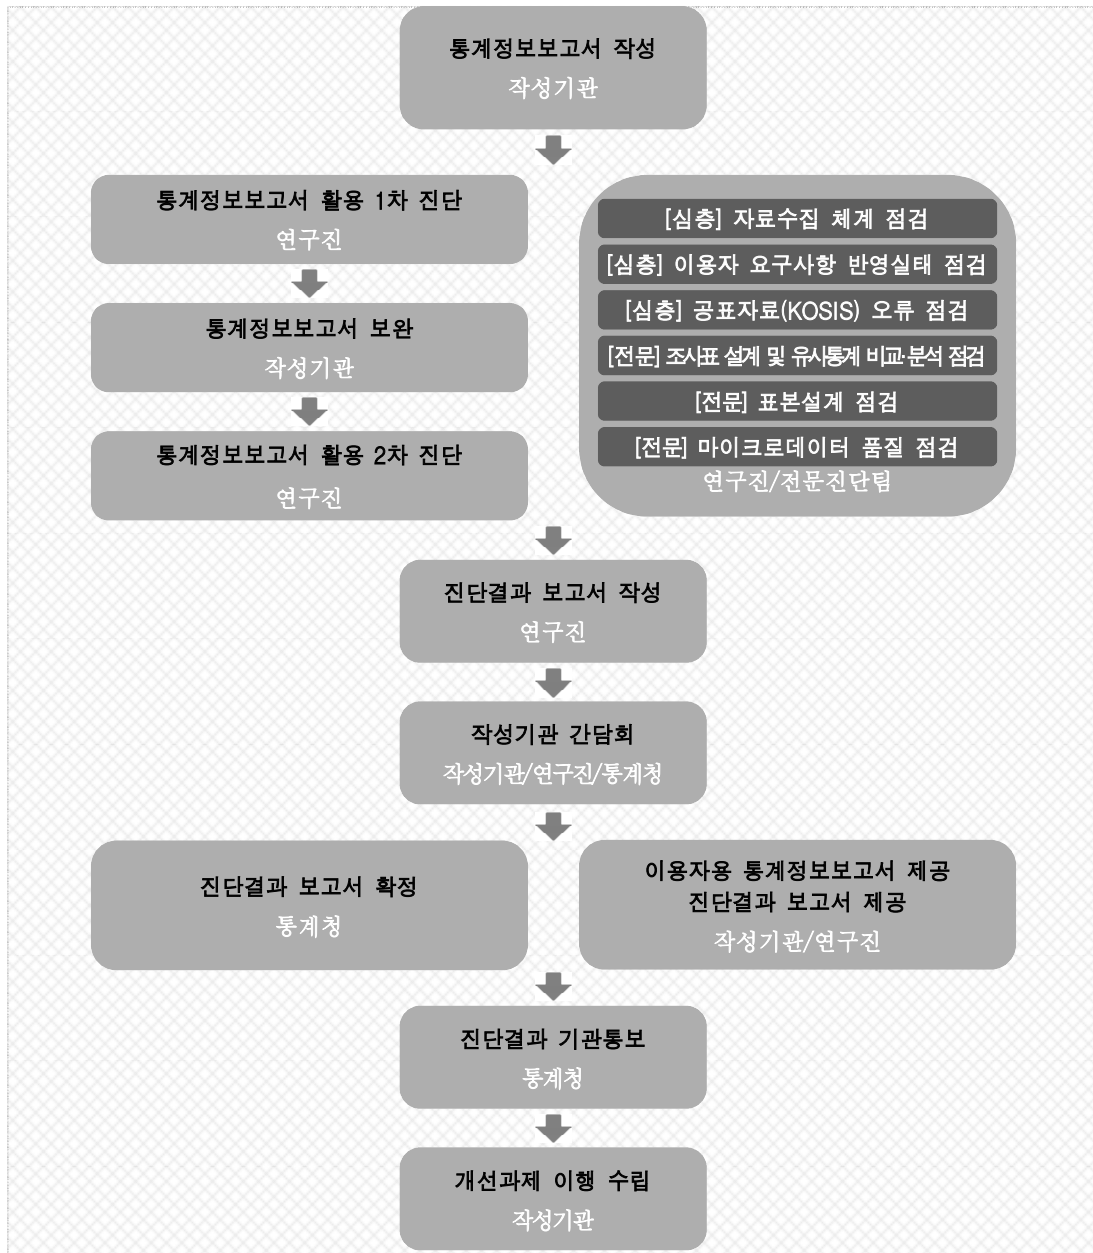 통계정보보고서 작성
작성기관
통계정보보고서 활용 1차 진단
연구진
통계정보보고서 보완
작성기관
통계정보보고서 활용 2차 진단
연구진
[심층] 자료수집 체계 점검
[심층] 이용자 요구사항 반영실태 점검
[심층] 공표자료(KOSIS) 오류 점검
[전문] 조사표 설계 및 유사통계 비교·분석 점검
[전문] 표본설계 점검
[전문] 마이크로데이터 품질 점검
연구진/전문진단팀
진단결과 보고서 작성
연구진
작성기관 간담회
작성기관/연구진/통계청
진단결과 보고서 확정
통계청
이용자용 통계정보보고서 제공
진단결과 보고서 제공
작성기관/연구진
진단결과 기관통보
통계청
개선과제 이행 수립
작성기관